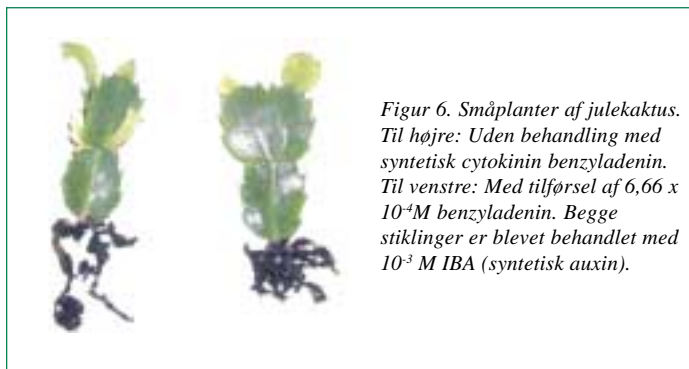 Figur 6. Småplanter af julekaktus.
Til højre: Uden behandling med
syntetisk cytokinin benzyladenin.
Til venstre: Med tilførsel af 6,66 x
10⁻⁴M benzyladenin. Begge
stiklinger er blevet behandlet med
10⁻³ M IBA (syntetisk auxin).